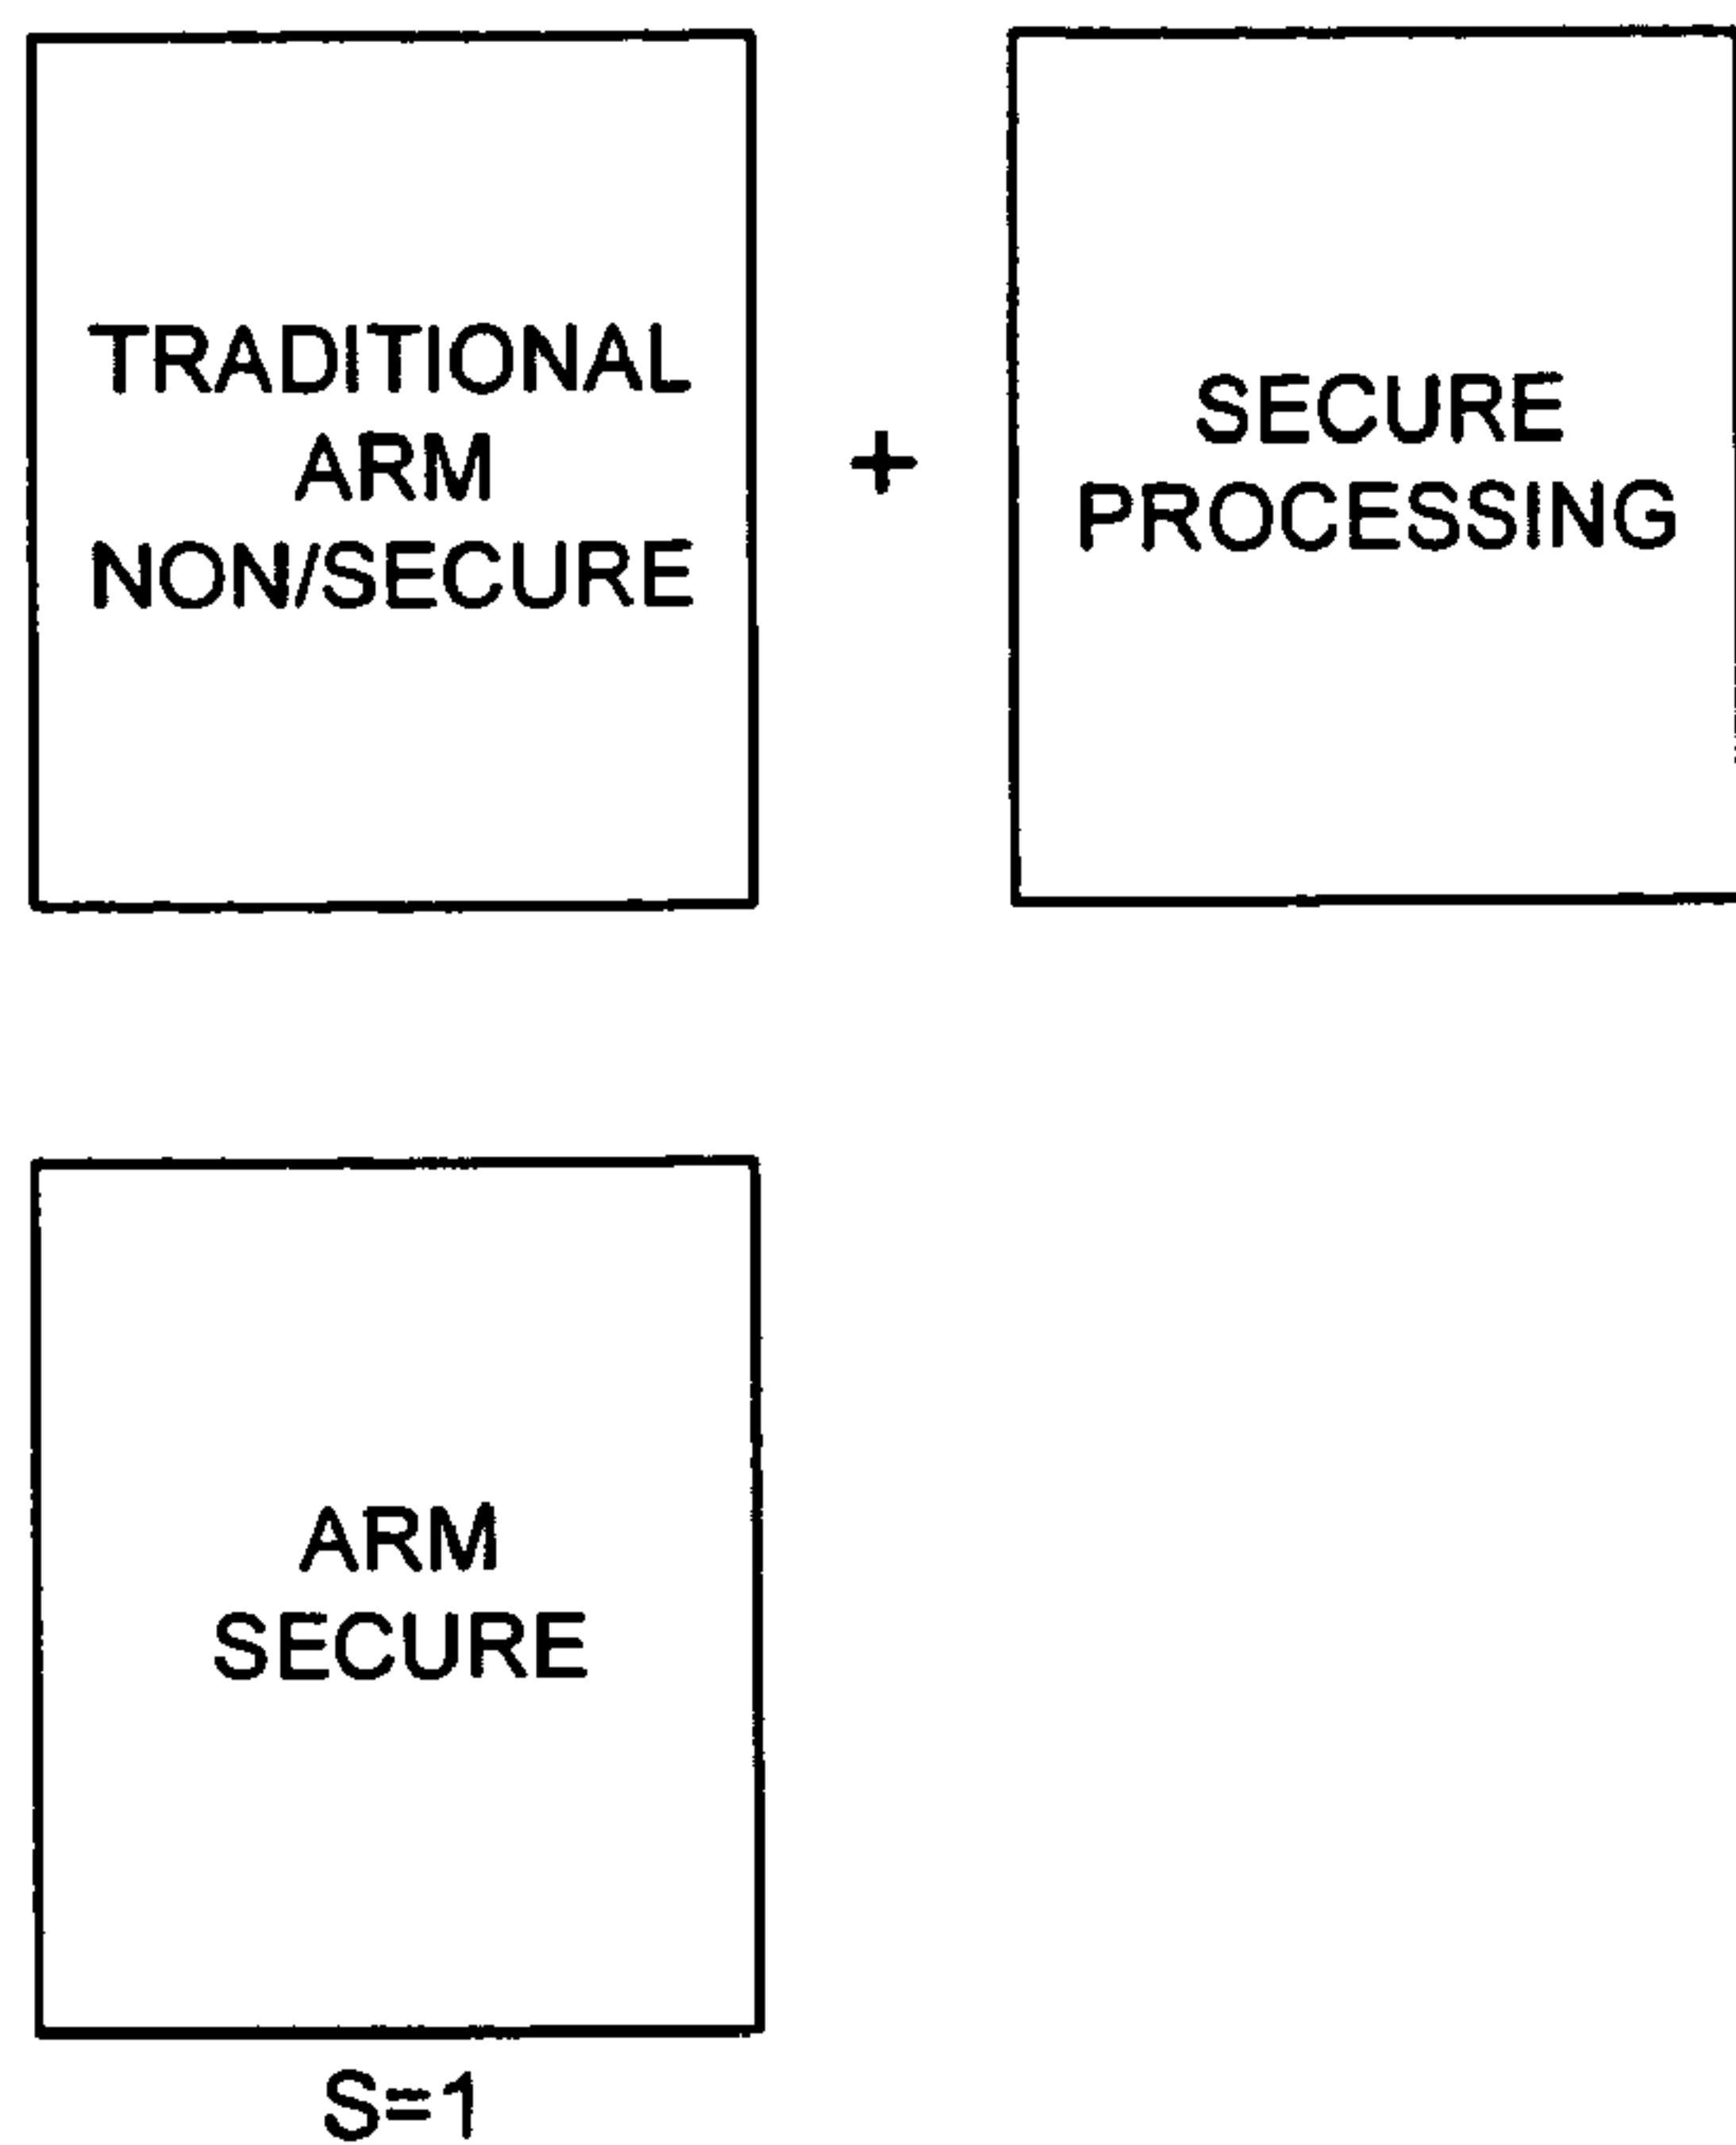 TRADITIONAL
ARM
NON/SECURE
+
SECURE
PROCESSING
ARM
SECURE
S=1